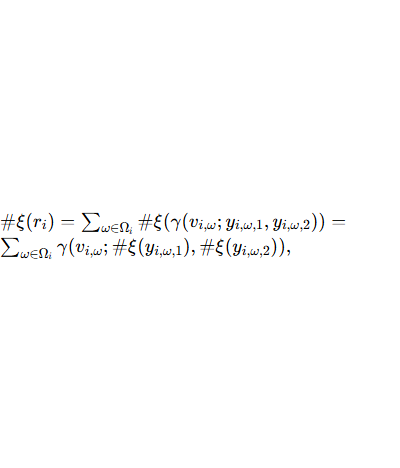 #ξ(r_i) = ∑_{ω∈Ω_i} #ξ(γ(v_{i,ω}; y_{i,ω,1}, y_{i,ω,2})) =
∑_{ω∈Ω_i} γ(v_{i,ω}; #ξ(y_{i,ω,1}), #ξ(y_{i,ω,2})),